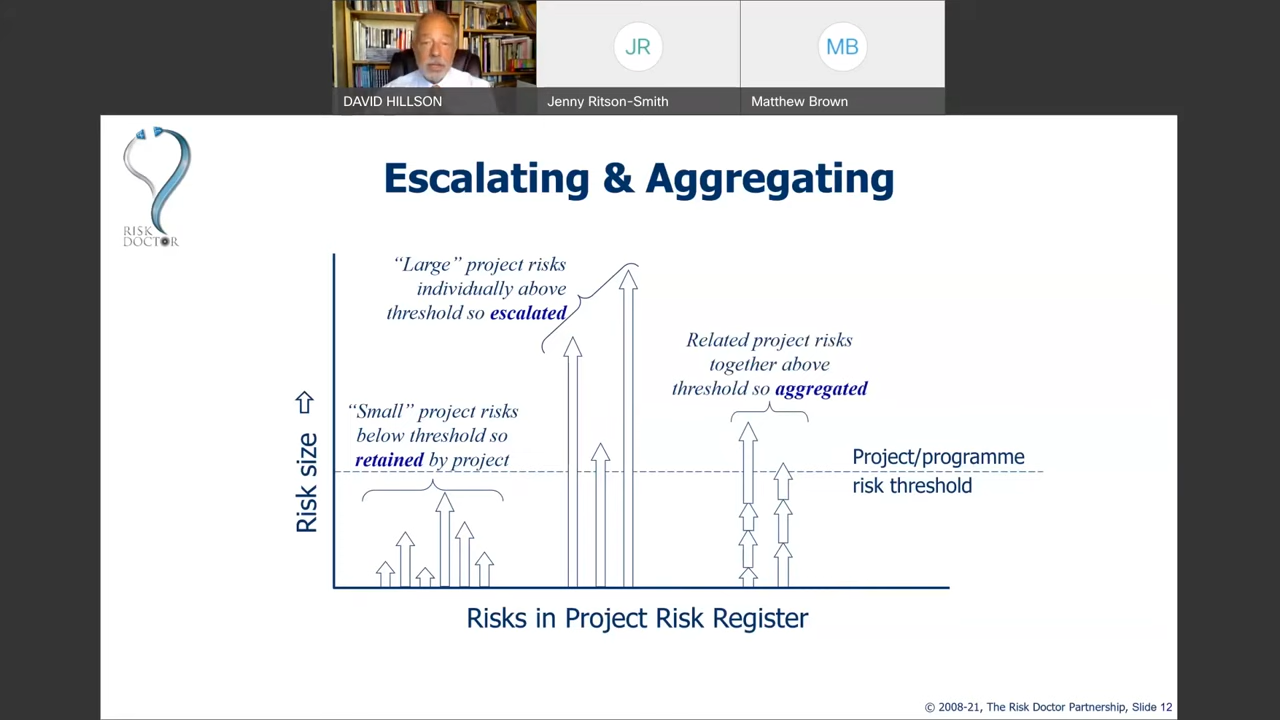 JR
MB
DAVID HILLSON
Jenny Ritson-Smith
Matthew Brown
RISK
DOCTOR
Escalating & Aggregating
“Large” project risks
individually above
threshold so escalated
Related project risks
together above
threshold so aggregated
“Small” project risks
below threshold so
retained by project
Project/programme
risk threshold
Risk size
Risks in Project Risk Register
© 2008-21, The Risk Doctor Partnership, Slide 12